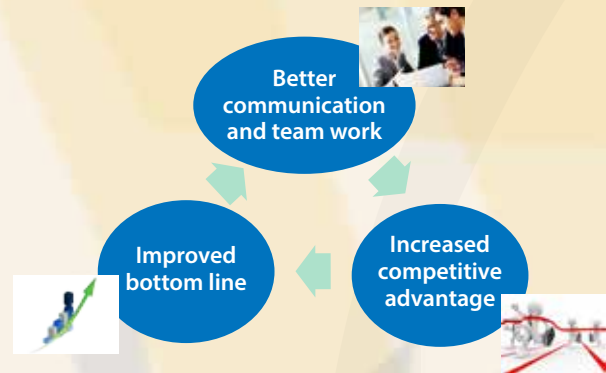 Better
communication
and team work
Increased
competitive
advantage
Improved
bottom line